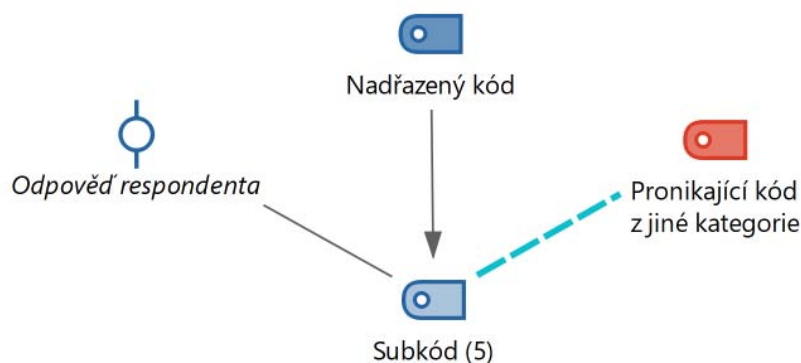 Nadřazený kód
Odpověď respondenta
Pronikající kód
z jiné kategorie
Subkód (5)